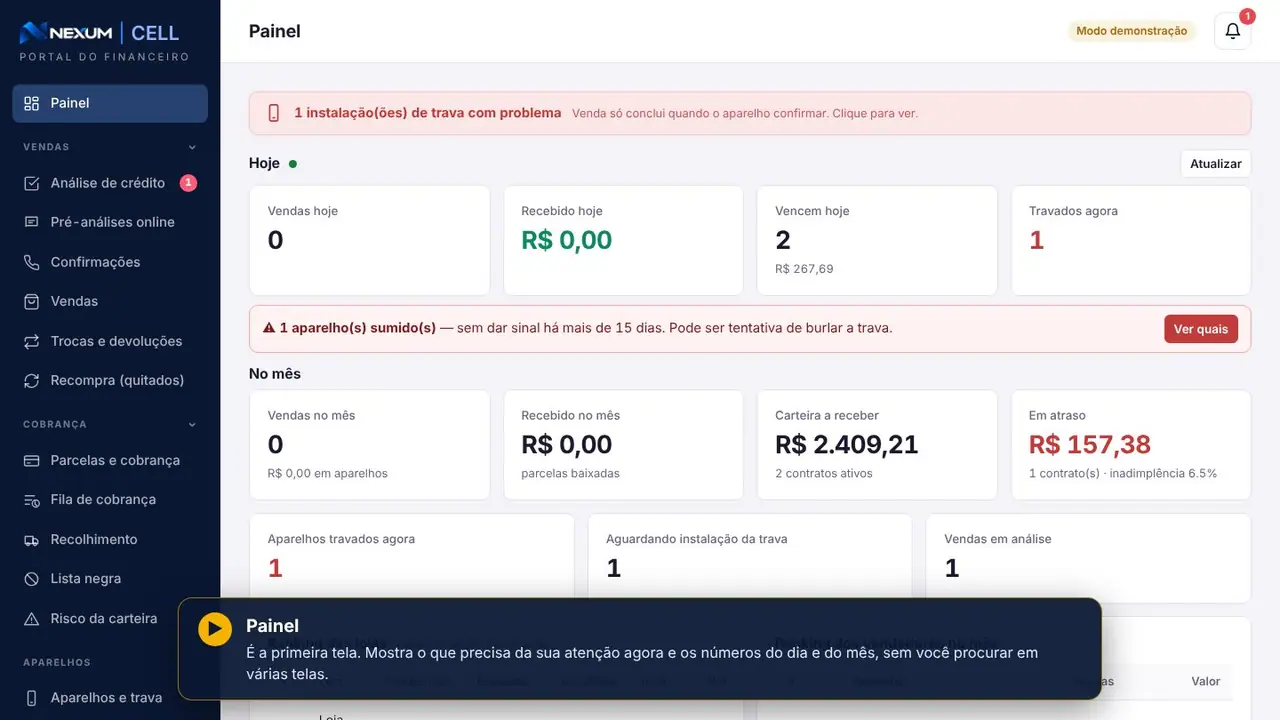 NEXUM | CELL
PORTAL DO FINANCEIRO
Painel
VENDAS
Análise de crédito 1
Pré-análises online
Confirmações
Vendas
Trocas e devoluções
Recompra (quitados)
COBRANÇA
Parcelas e cobrança
Fila de cobrança
Recolhimento
Lista negra
Risco da carteira
APARELHOS
Aparelhos e trava
Painel
Modo demonstração
1
1 instalação(ões) de trava com problema Venda só conclui quando o aparelho confirmar. Clique para ver.
Hoje
Atualizar
Vendas hoje
0
Recebido hoje
R$ 0,00
Vencem hoje
2
R$ 267,69
Travados agora
1
1 aparelho(s) sumido(s) — sem dar sinal há mais de 15 dias. Pode ser tentativa de burlar a trava.
Ver quais
No mês
Vendas no mês
0
R$ 0,00 em aparelhos
Recebido no mês
R$ 0,00
parcelas baixadas
Carteira a receber
R$ 2.409,21
2 contratos ativos
Em atraso
R$ 157,38
1 contrato(s) · inadimplência 6.5%
Aparelhos travados agora
1
Aguardando instalação da trava
1
Vendas em análise
1
Painel
É a primeira tela. Mostra o que precisa da sua atenção agora e os números do dia e do mês, sem você procurar em
várias telas.
Valor
Loja